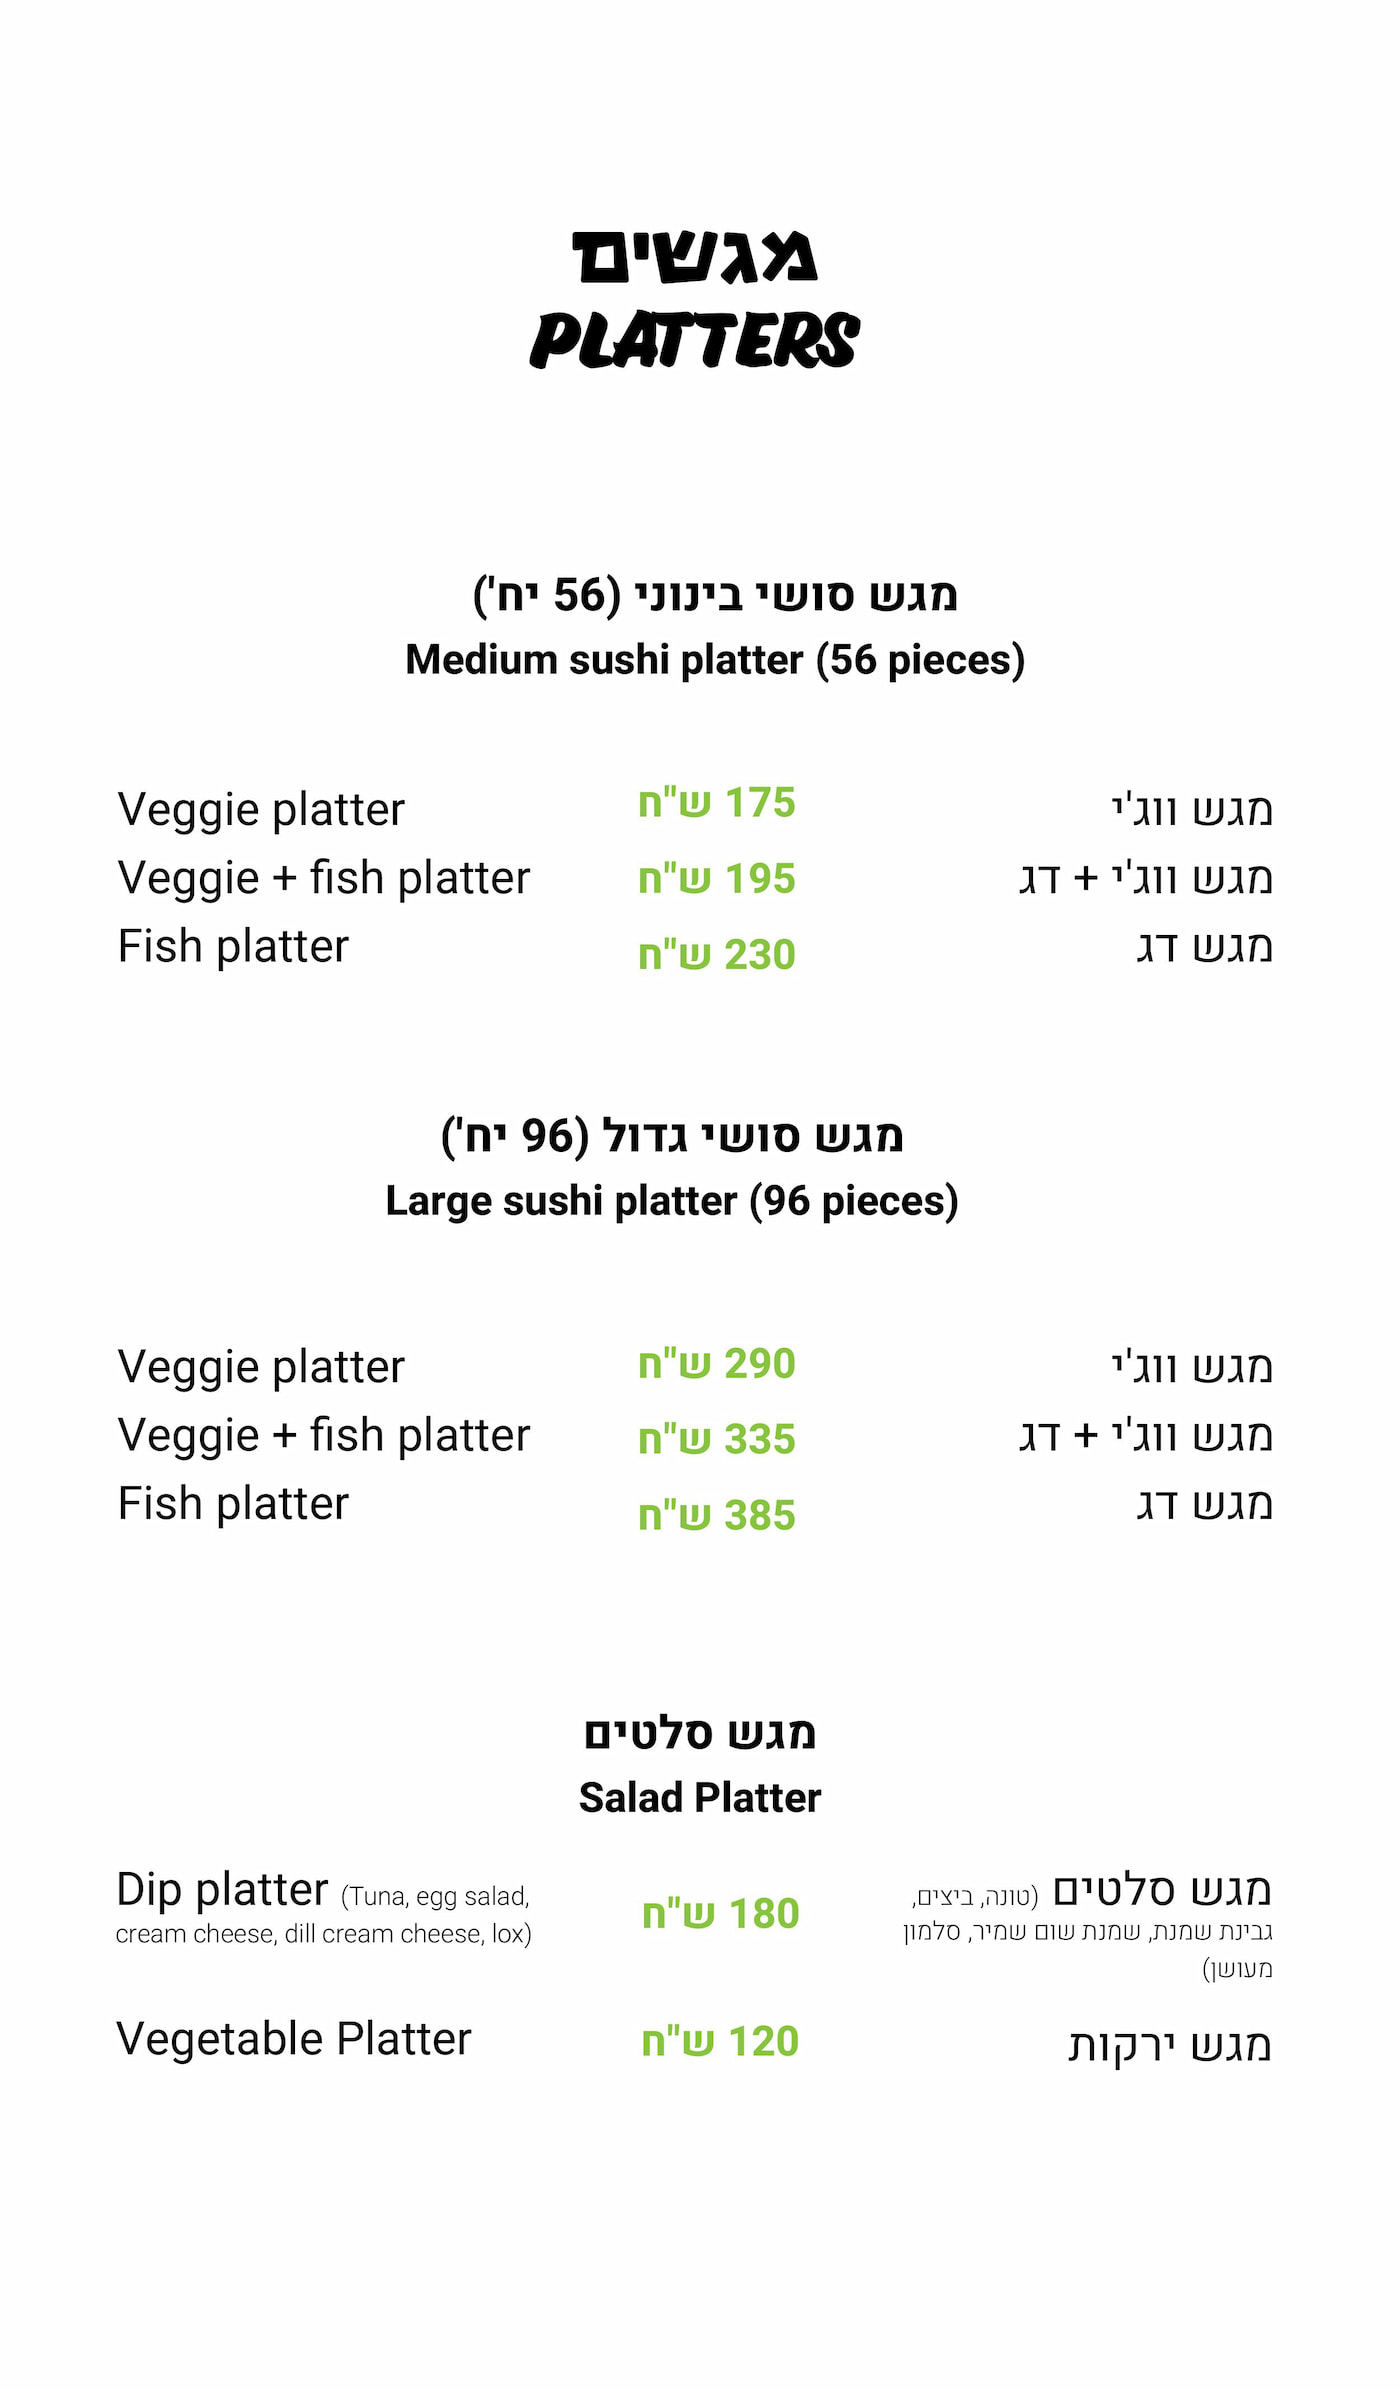 מגשים
PLATTERS
מגש סושי בינוני (56 יח')
Medium sushi platter (56 pieces)
Veggie platter 175 ש"ח מגש ווג'י
Veggie + fish platter 195 ש"ח מגש ווג'י + דג
Fish platter 230 ש"ח מגש דג
מגש סושי גדול (96 יח')
Large sushi platter (96 pieces)
Veggie platter 290 ש"ח מגש ווג'י
Veggie + fish platter 335 ש"ח מגש ווג'י + דג
Fish platter 385 ש"ח מגש דג
מגש סלטים
Salad Platter
Dip platter (Tuna, egg salad,
cream cheese, dill cream cheese, lox)
180 ש"ח
מגש סלטים (טונה, ביצים,
גבינת שמנת, שמנת שום שמיר, סלמון
מעושן)
Vegetable Platter 120 ש"ח מגש ירקות